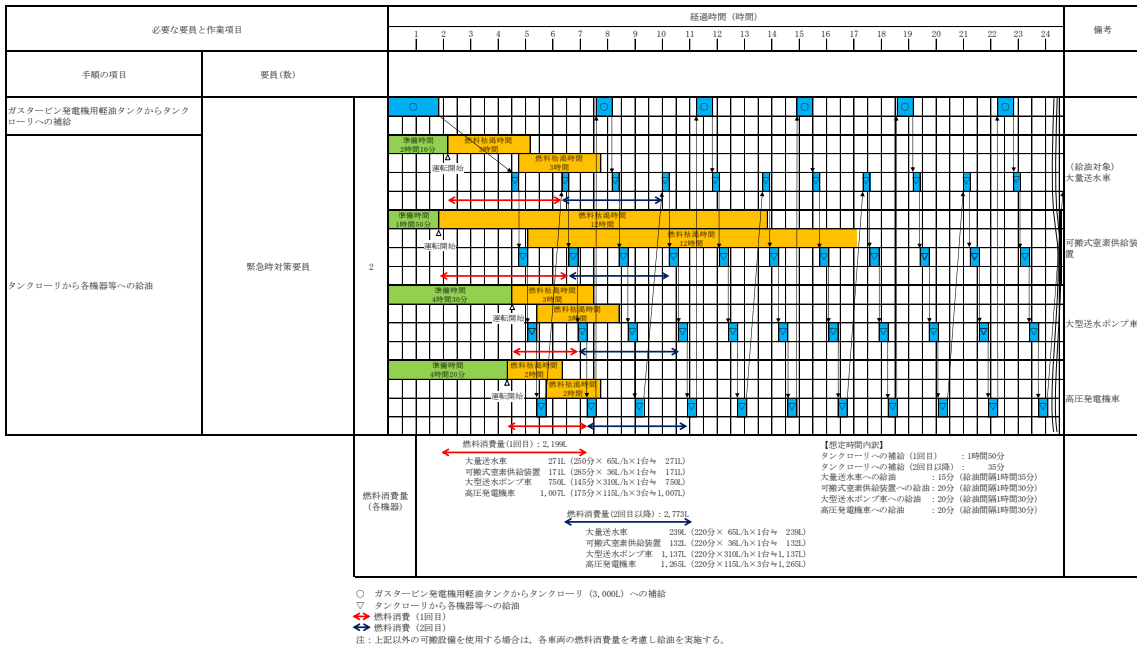 必要な要員と作業項目
経過時間（時間）
備考
1 2 3 4 5 6 7 8 9 10 11 12 13 14 15 16 17 18 19 20 21 22 23 24
手順の項目
要員(数)
ガスタービン発電機用軽油タンクからタンク
ローリへの補給
タンクローリから各機器等への給油
緊急時対策要員
2
準備時間
2時間10分
燃料枯渇時間
3時間
運転開始
燃料枯渇時間
3時間
（給油対象）
大量送水車
準備時間
1時間50分
燃料枯渇時間
12時間
運転開始
燃料枯渇時間
12時間
可搬式窒素供給装
置
準備時間
4時間30分
燃料枯渇時間
3時間
運転開始
燃料枯渇時間
3時間
大型送水ポンプ車
準備時間
4時間20分
燃料枯渇時間
2時間
運転開始
燃料枯渇時間
2時間
高圧発電機車
燃料消費量
(各機器)
燃料消費量(1回目)：2,199L
大量送水車 271L (250分× 65L/h×1台≒ 271L)
可搬式窒素供給装置 171L (285分× 36L/h×1台≒ 171L)
大型送水ポンプ車 750L (145分×310L/h×1台≒ 750L)
高圧発電機車 1,007L (175分×115L/h×3台≒1,007L)
燃料消費量(2回目以降)：2,773L
大量送水車 239L (220分× 65L/h×1台≒ 239L)
可搬式窒素供給装置 132L (220分× 36L/h×1台≒ 132L)
大型送水ポンプ車 1,137L (220分×310L/h×1台≒1,137L)
高圧発電機車 1,265L (220分×115L/h×3台≒1,265L)
【想定時間内訳】
タンクローリへの補給（1回目） ：1時間50分
タンクローリへの補給（2回目以降）： 35分
大量送水車への給油 ：15分（給油間隔1時間35分）
可搬式窒素供給装置への給油：20分（給油間隔1時間30分）
大型送水ポンプ車への給油 ：20分（給油間隔1時間30分）
高圧発電機車への給油 ：20分（給油間隔1時間30分）
○ ガスタービン発電機用軽油タンクからタンクローリ（3,000L）への補給
▽ タンクローリから各機器等への給油
燃料消費（1回目）
燃料消費（2回目）
注：上記以外の可搬設備を使用する場合は，各車両の燃料消費量を考慮し給油を実施する。